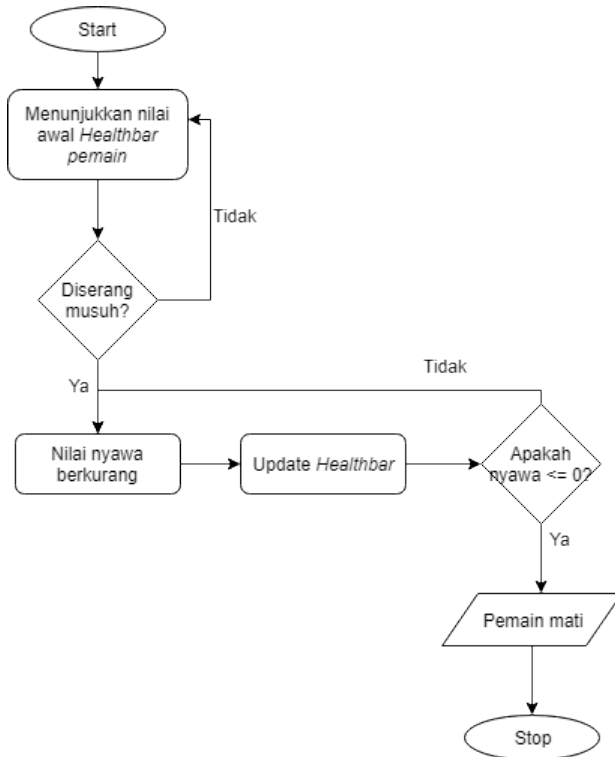 Start
Menunjukkan nilai
awal Healthbar
pemain
Tidak
Diserang
musuh?
Ya
Tidak
Nilai nyawa
berkurang
Update Healthbar
Apakah
nyawa <= 0?
Ya
Pemain mati
Stop